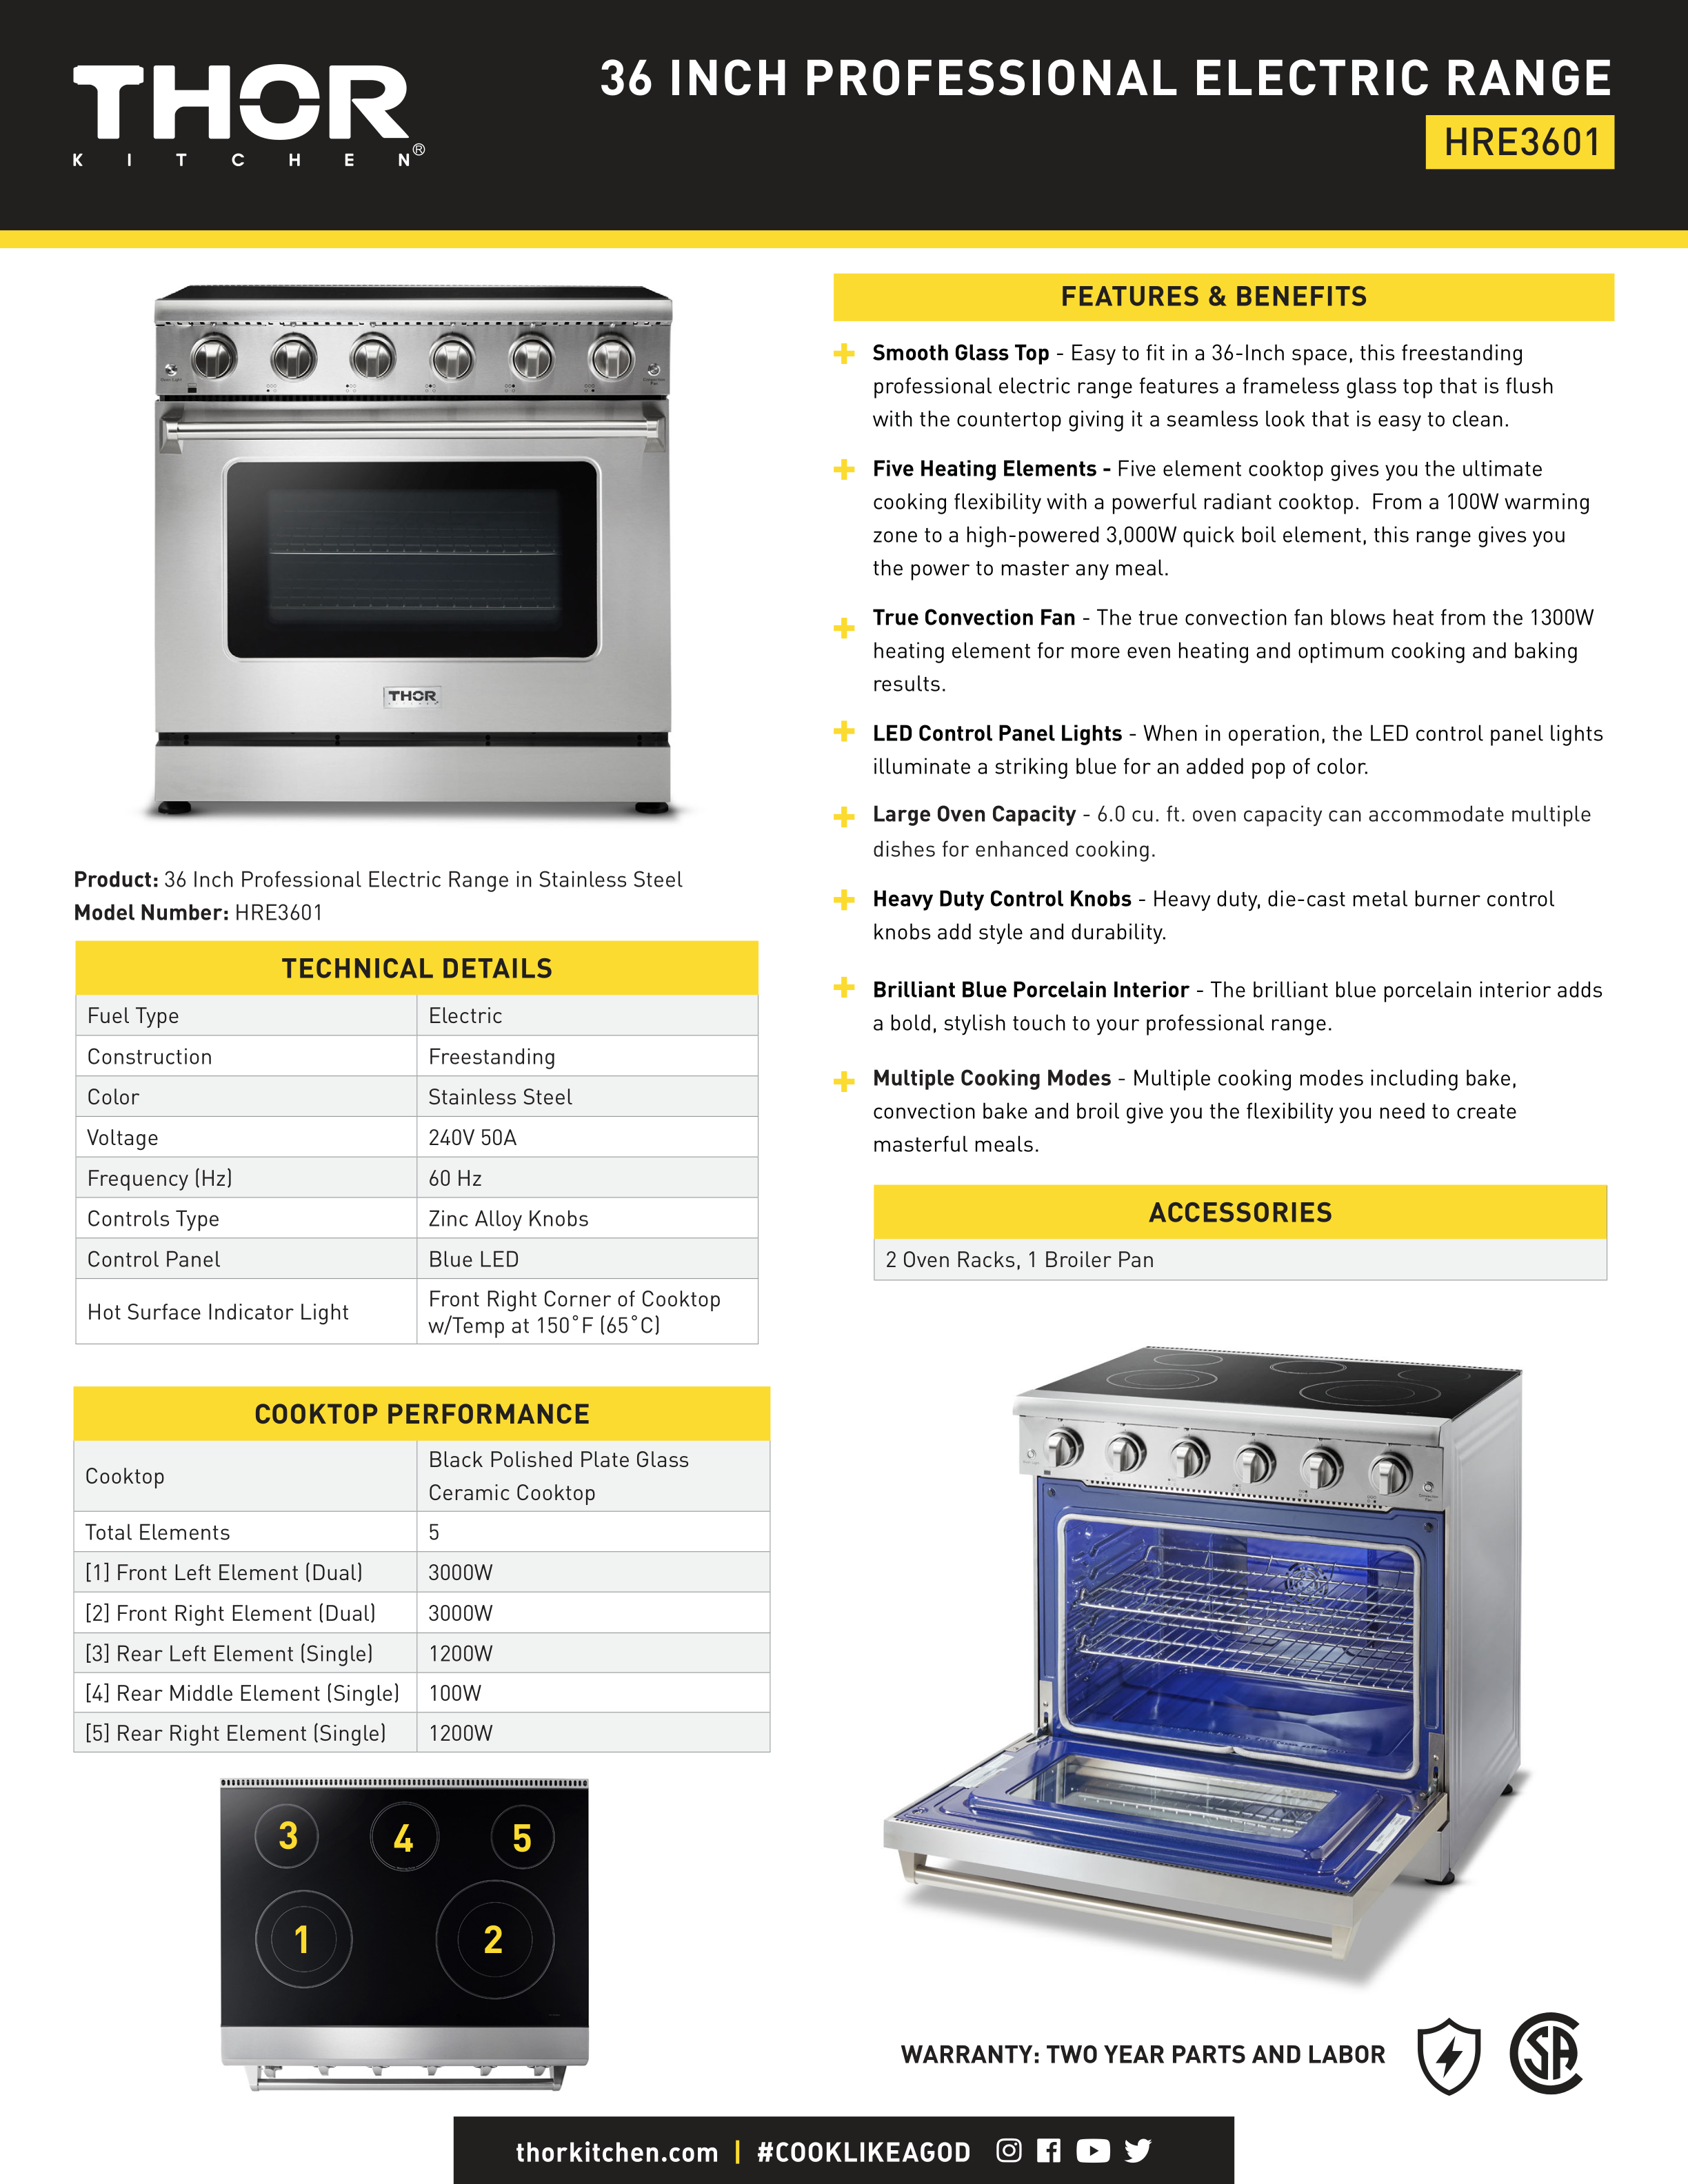 THOR
KITCHEN®
36 INCH PROFESSIONAL ELECTRIC RANGE
HRE3601
THOR
Product: 36 Inch Professional Electric Range in Stainless Steel
Model Number: HRE3601
TECHNICAL DETAILS
Fuel Type Electric
Construction Freestanding
Color Stainless Steel
Voltage 240V 50A
Frequency (Hz) 60 Hz
Controls Type Zinc Alloy Knobs
Control Panel Blue LED
Hot Surface Indicator Light Front Right Corner of Cooktop
w/Temp at 150˚F (65˚C)
COOKTOP PERFORMANCE
Cooktop Black Polished Plate Glass
Ceramic Cooktop
Total Elements 5
[1] Front Left Element (Dual) 3000W
[2] Front Right Element (Dual) 3000W
[3] Rear Left Element (Single) 1200W
[4] Rear Middle Element (Single) 100W
[5] Rear Right Element (Single) 1200W
3 4 5
1 2
FEATURES & BENEFITS
Smooth Glass Top - Easy to fit in a 36-Inch space, this freestanding
professional electric range features a frameless glass top that is flush
with the countertop giving it a seamless look that is easy to clean.
Five Heating Elements - Five element cooktop gives you the ultimate
cooking flexibility with a powerful radiant cooktop. From a 100W warming
zone to a high-powered 3,000W quick boil element, this range gives you
the power to master any meal.
True Convection Fan - The true convection fan blows heat from the 1300W
heating element for more even heating and optimum cooking and baking
results.
LED Control Panel Lights - When in operation, the LED control panel lights
illuminate a striking blue for an added pop of color.
Large Oven Capacity - 6.0 cu. ft. oven capacity can accommodate multiple
dishes for enhanced cooking.
Heavy Duty Control Knobs - Heavy duty, die-cast metal burner control
knobs add style and durability.
Brilliant Blue Porcelain Interior - The brilliant blue porcelain interior adds
a bold, stylish touch to your professional range.
Multiple Cooking Modes - Multiple cooking modes including bake,
convection bake and broil give you the flexibility you need to create
masterful meals.
ACCESSORIES
2 Oven Racks, 1 Broiler Pan
WARRANTY: TWO YEAR PARTS AND LABOR
thorkitchen.com | #COOKLIKEAGOD